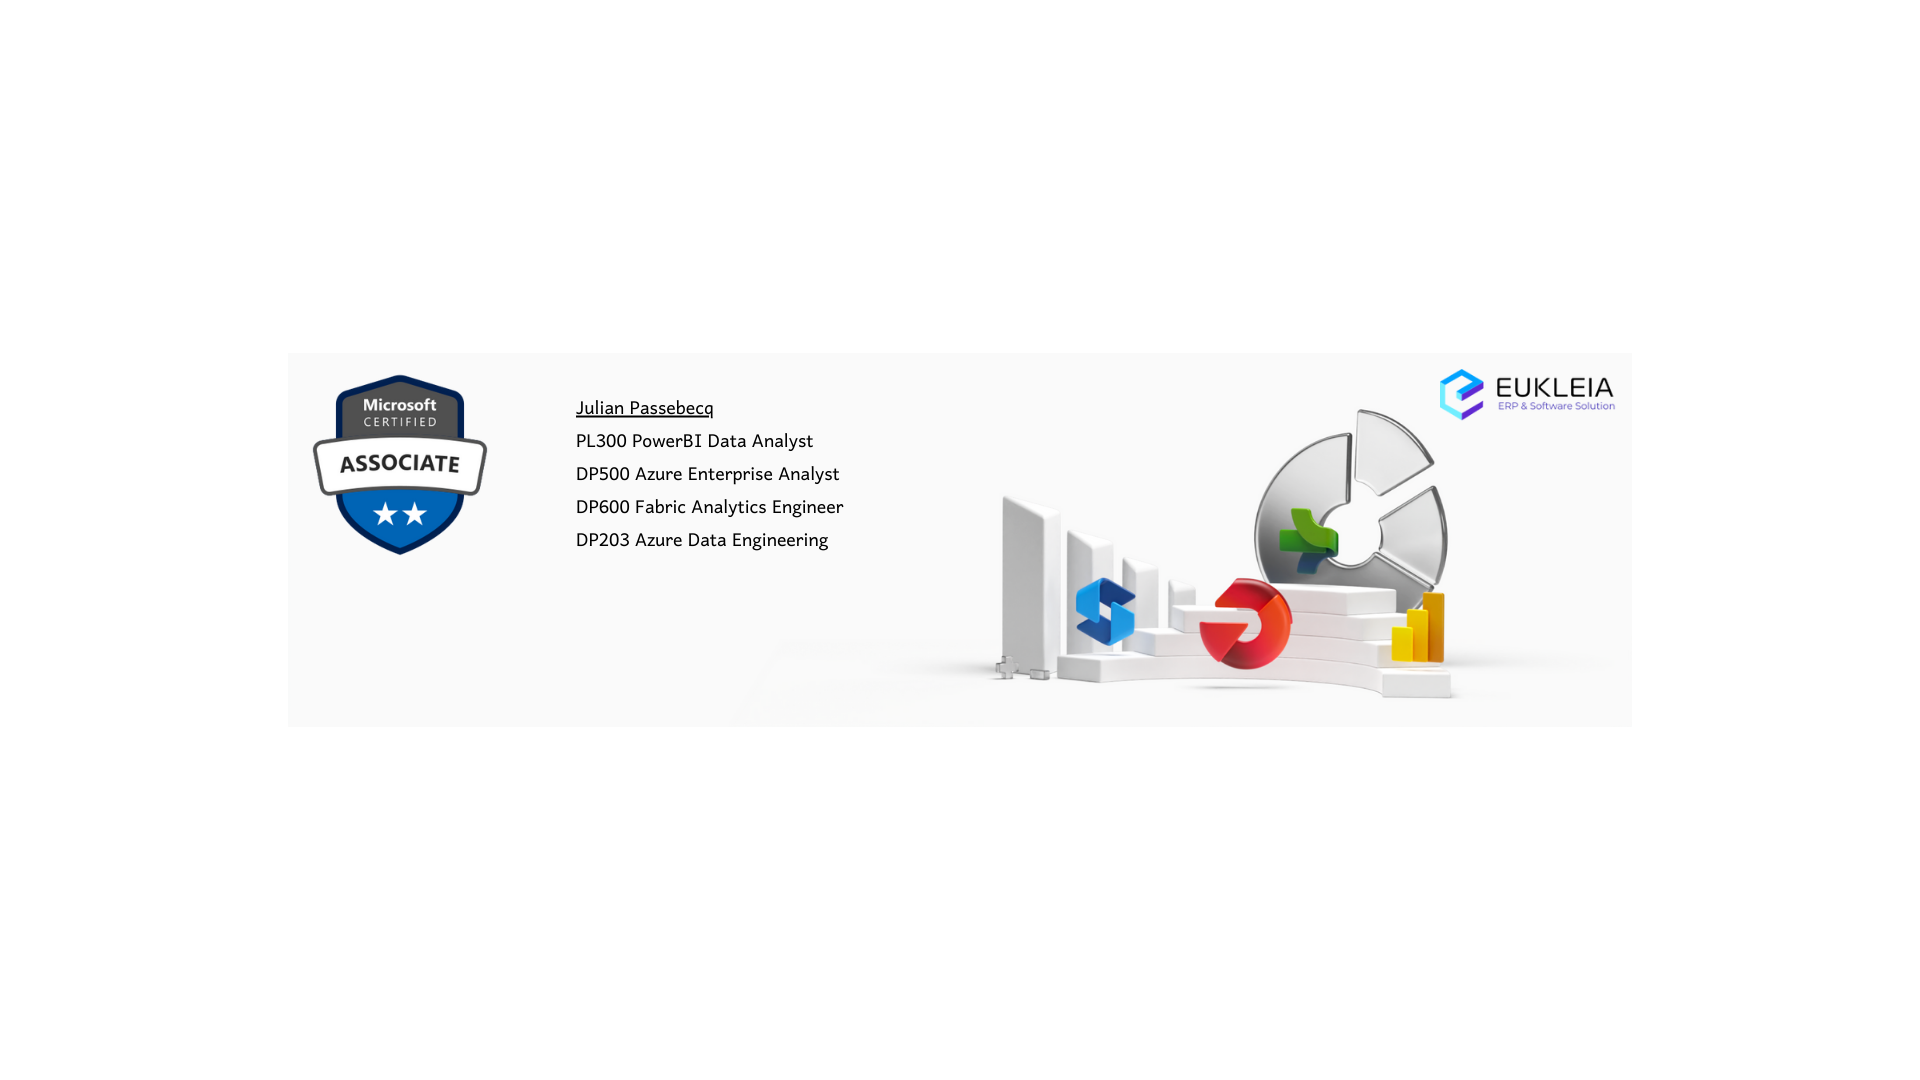 Microsoft
CERTIFIED
ASSOCIATE
Julian Passebecq
PL300 PowerBI Data Analyst
DP500 Azure Enterprise Analyst
DP600 Fabric Analytics Engineer
DP203 Azure Data Engineering
EUKLEIA
ERP & Software Solution